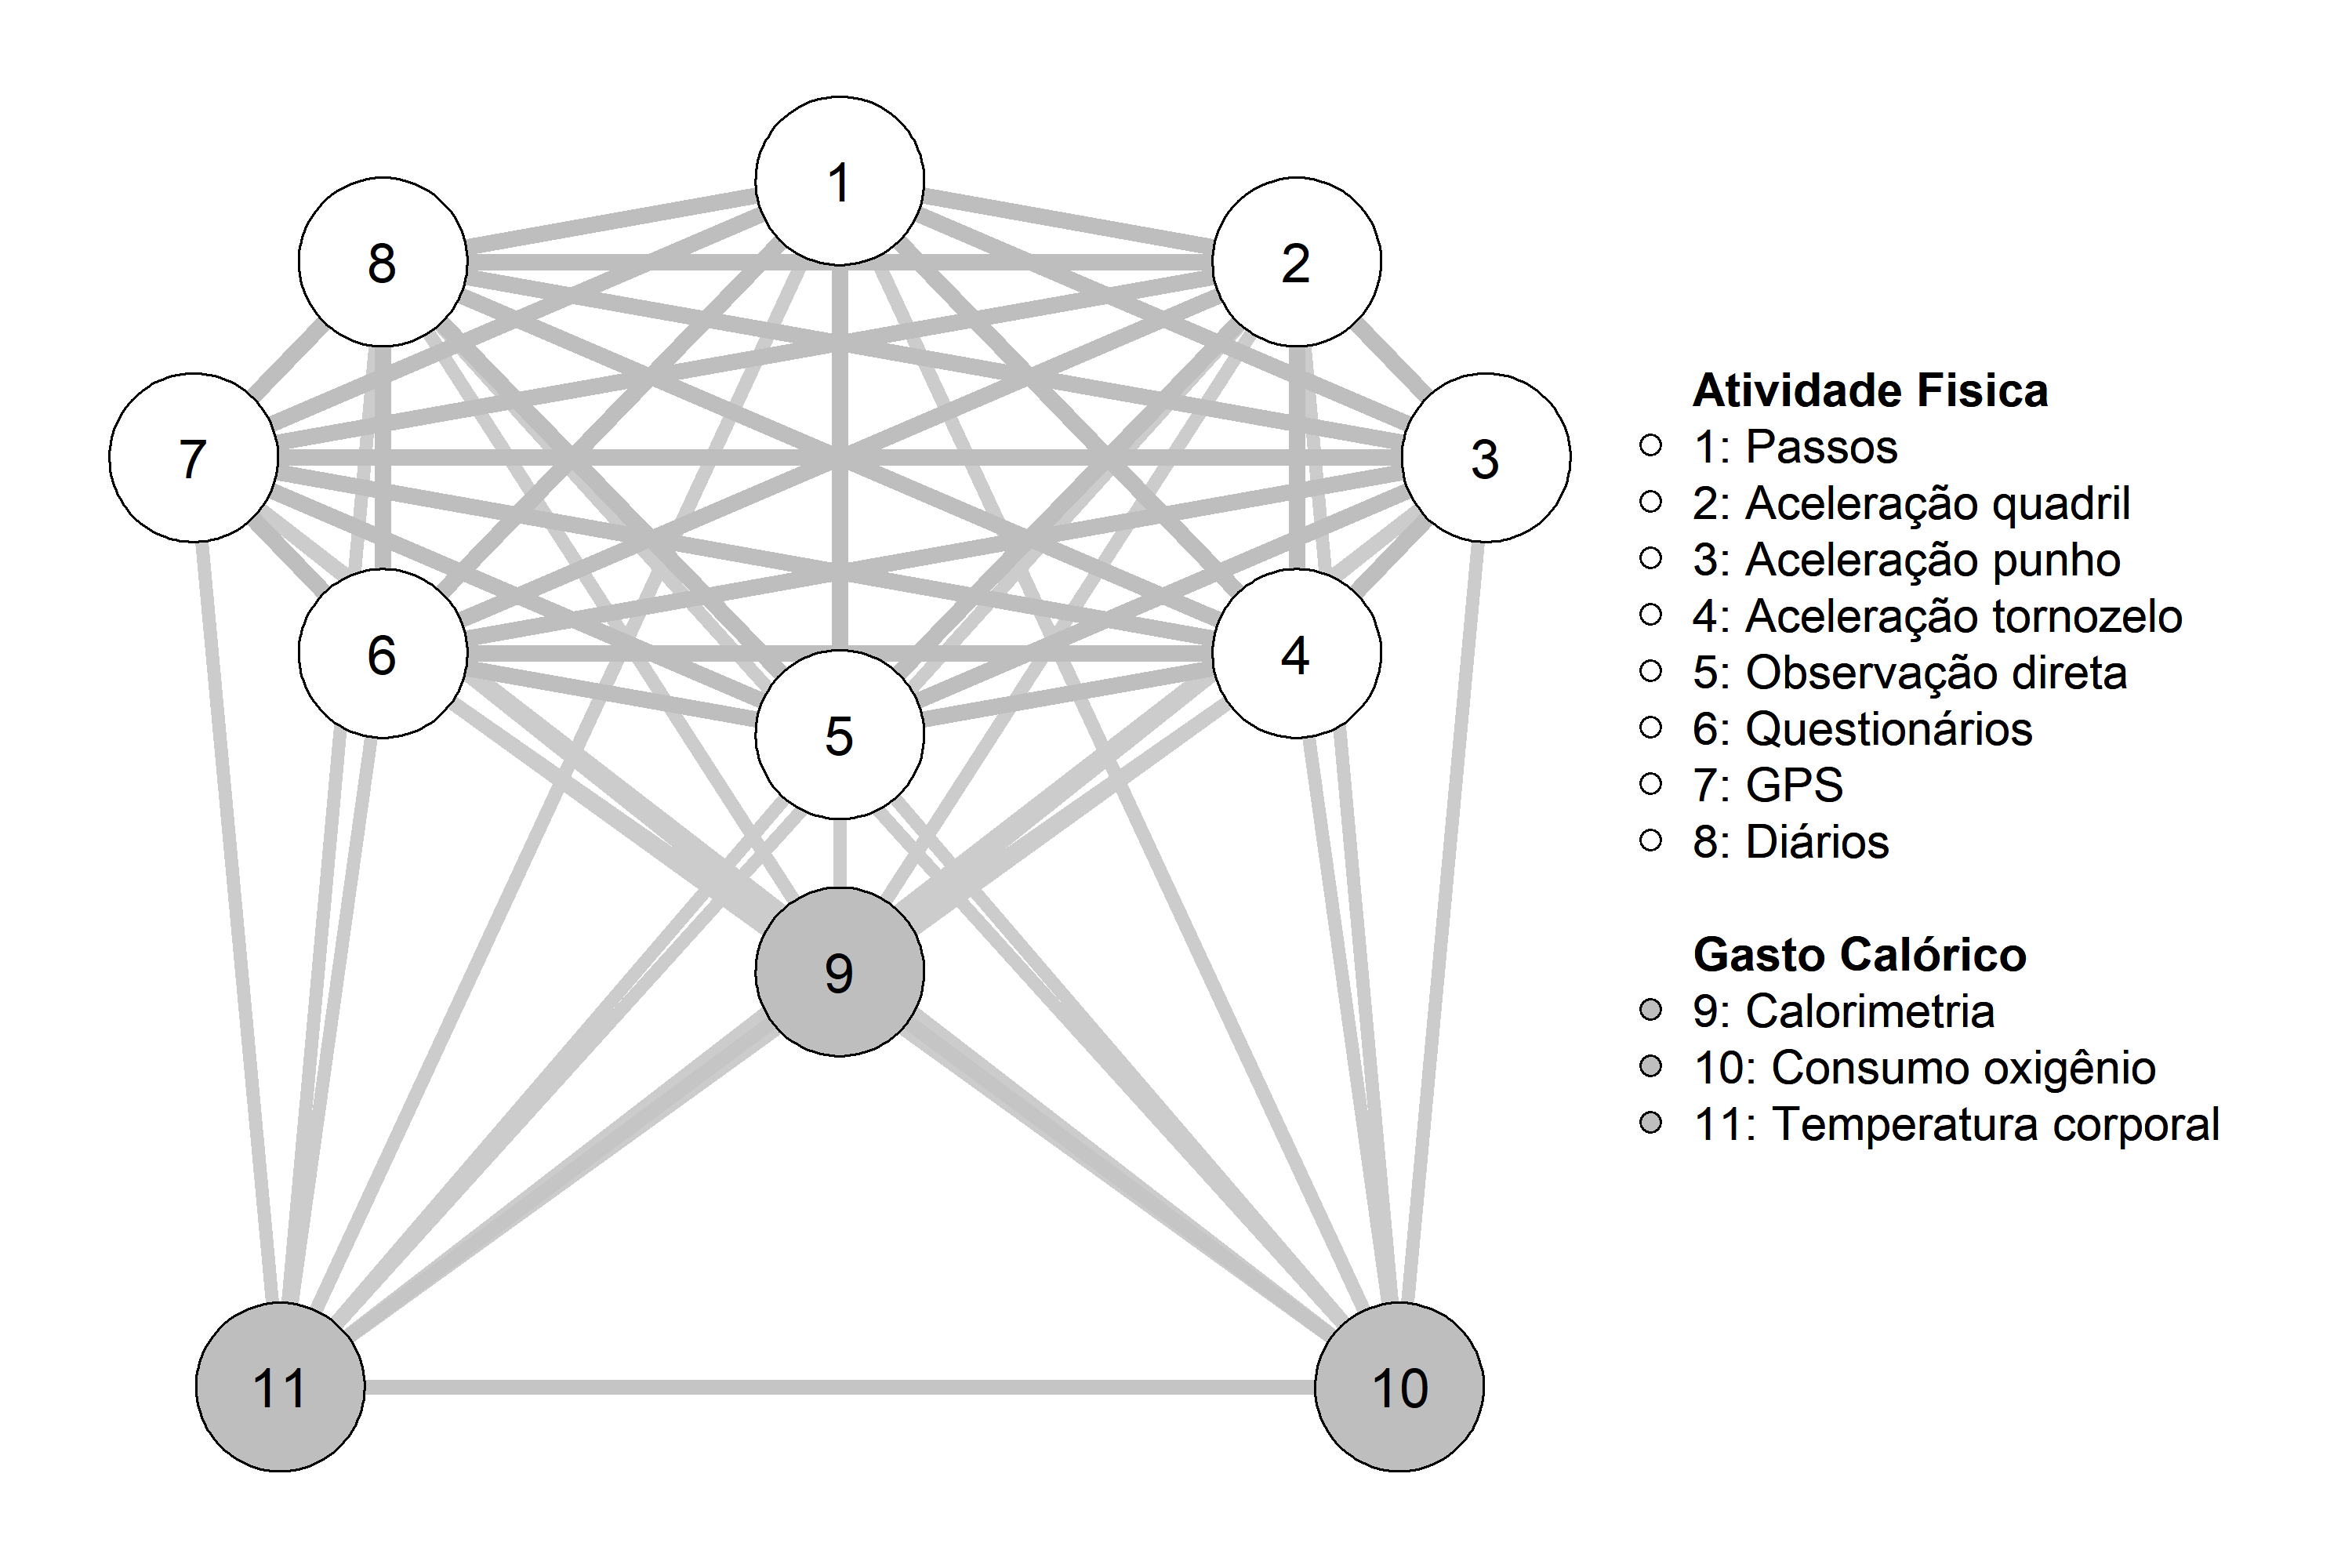 1
8
2
7
3
6
4
5
9
11
10
Atividade Fisica
1: Passos
2: Aceleração quadril
3: Aceleração punho
4: Aceleração tornozelo
5: Observação direta
6: Questionários
7: GPS
8: Diários
Gasto Calórico
9: Calorimetria
10: Consumo oxigênio
11: Temperatura corporal